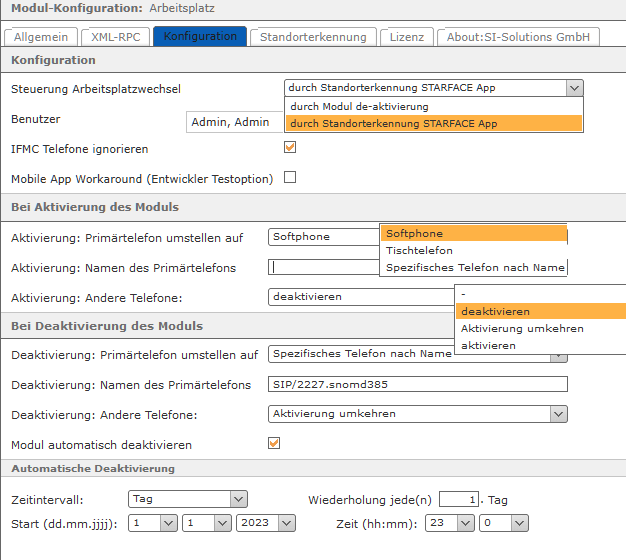 Modul-Konfiguration: Arbeitsplatz
Allgemein XML-RPC Konfiguration Standorterkennung Lizenz About:SI-Solutions GmbH
Konfiguration
Steuerung Arbeitsplatzwechsel durch Standorterkennung STARFACE App
durch Modul de-aktivierung
durch Standorterkennung STARFACE App
Benutzer Admin, Admin
IFMC Telefone ignorieren
Mobile App Workaround (Entwickler Testoption)
Bei Aktivierung des Moduls
Aktivierung: Primärtelefon umstellen auf Softphone
Softphone
Tischtelefon
Spezifisches Telefon nach Name
Aktivierung: Namen des Primärtelefons
Aktivierung: Andere Telefone: deaktivieren
-
deaktivieren
Aktivierung umkehren
aktivieren
Bei Deaktivierung des Moduls
Deaktivierung: Primärtelefon umstellen auf Spezifisches Telefon nach Name
Deaktivierung: Namen des Primärtelefons SIP/2227.snomd385
Deaktivierung: Andere Telefone: Aktivierung umkehren
Modul automatisch deaktivieren
Automatische Deaktivierung
Zeitintervall: Tag Wiederholung jede(n) 1. Tag
Start (dd.mm.jjjj): 1 1 2023 Zeit (hh:mm): 23 0